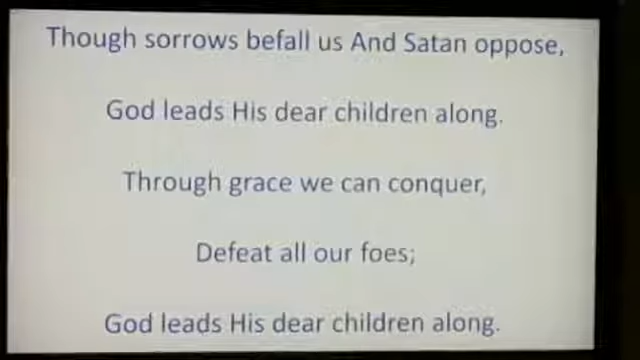 Though sorrows befall us And Satan oppose,
God leads His dear children along.
Through grace we can conquer,
Defeat all our foes;
God leads His dear children along.